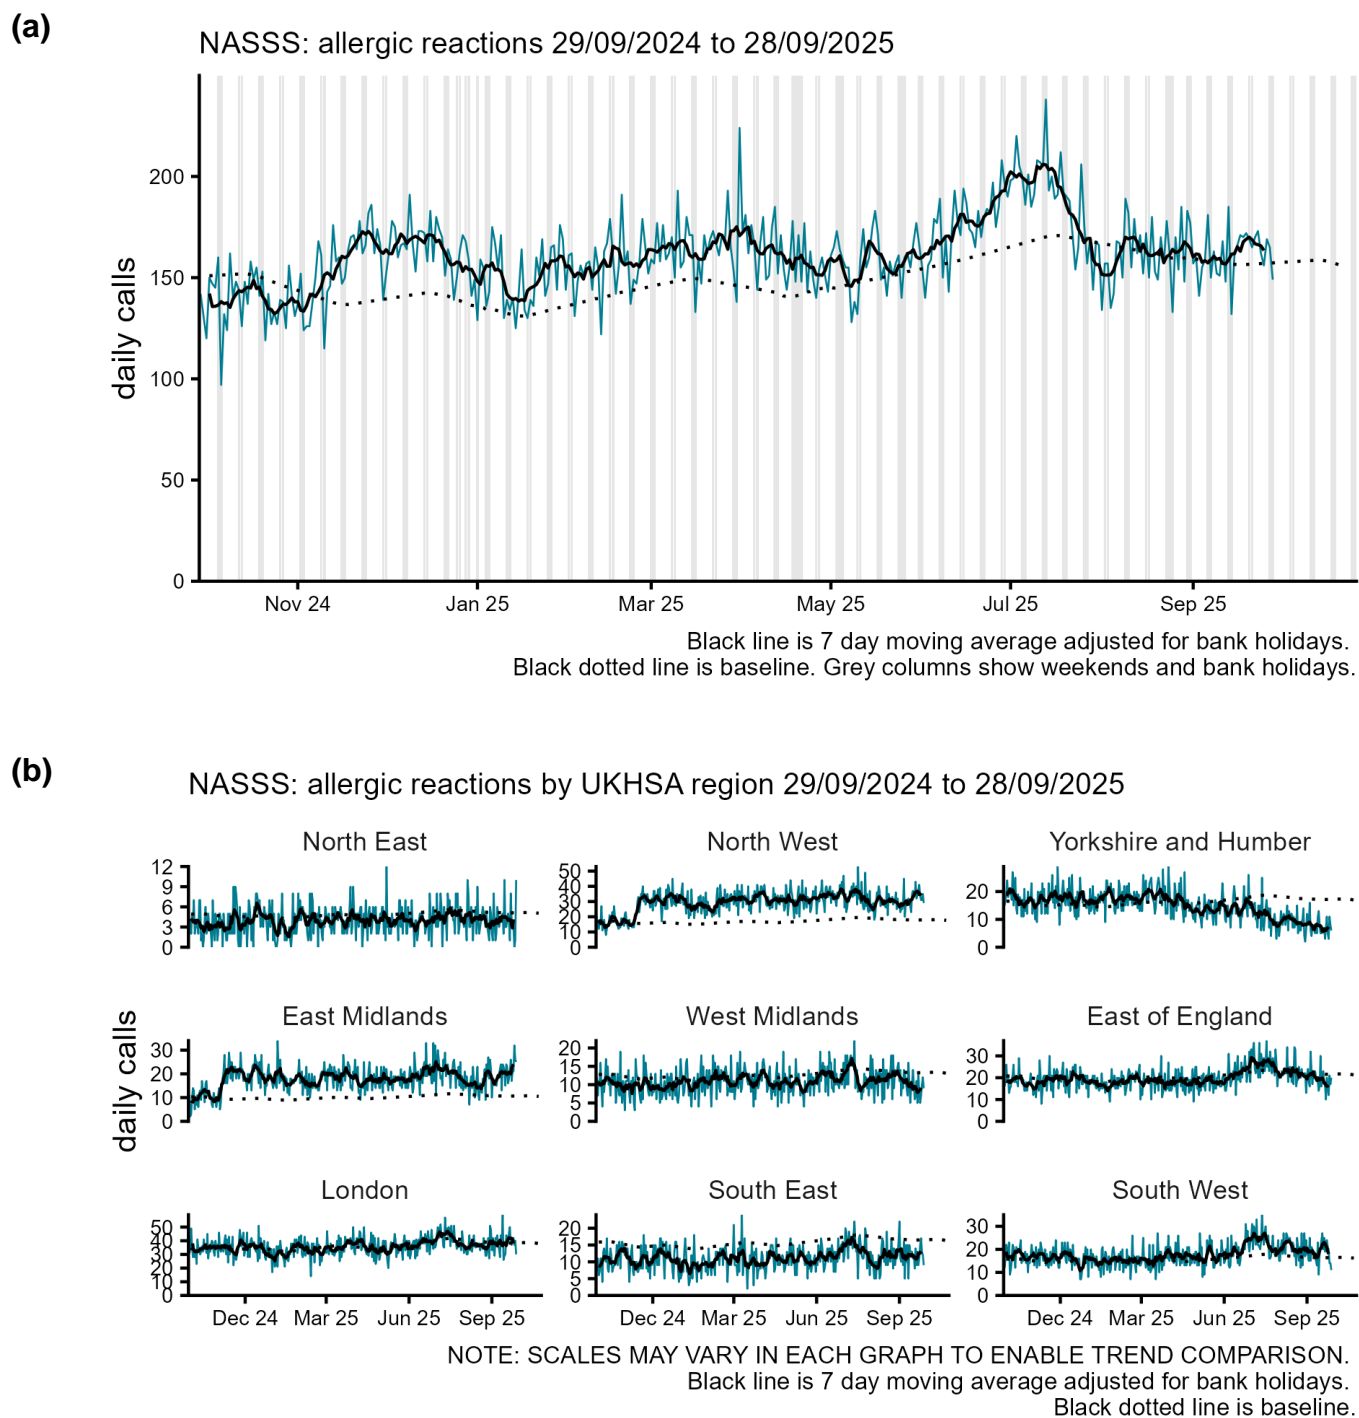 (a)
NASSS: allergic reactions 29/09/2024 to 28/09/2025
daily calls
200
150
100
50
0
Nov 24 Jan 25 Mar 25 May 25 Jul 25 Sep 25
Black line is 7 day moving average adjusted for bank holidays.
Black dotted line is baseline. Grey columns show weekends and bank holidays.
(b)
NASSS: allergic reactions by UKHSA region 29/09/2024 to 28/09/2025
daily calls
North East
12
9
6
3
0
North West
50
40
30
20
10
0
Yorkshire and Humber
20
10
0
East Midlands
30
20
10
0
West Midlands
20
15
10
5
0
East of England
30
20
10
0
London
50
40
30
20
10
0
South East
20
15
10
5
0
South West
30
20
10
0
Dec 24 Mar 25 Jun 25 Sep 25
Dec 24 Mar 25 Jun 25 Sep 25
Dec 24 Mar 25 Jun 25 Sep 25
NOTE: SCALES MAY VARY IN EACH GRAPH TO ENABLE TREND COMPARISON.
Black line is 7 day moving average adjusted for bank holidays.
Black dotted line is baseline.